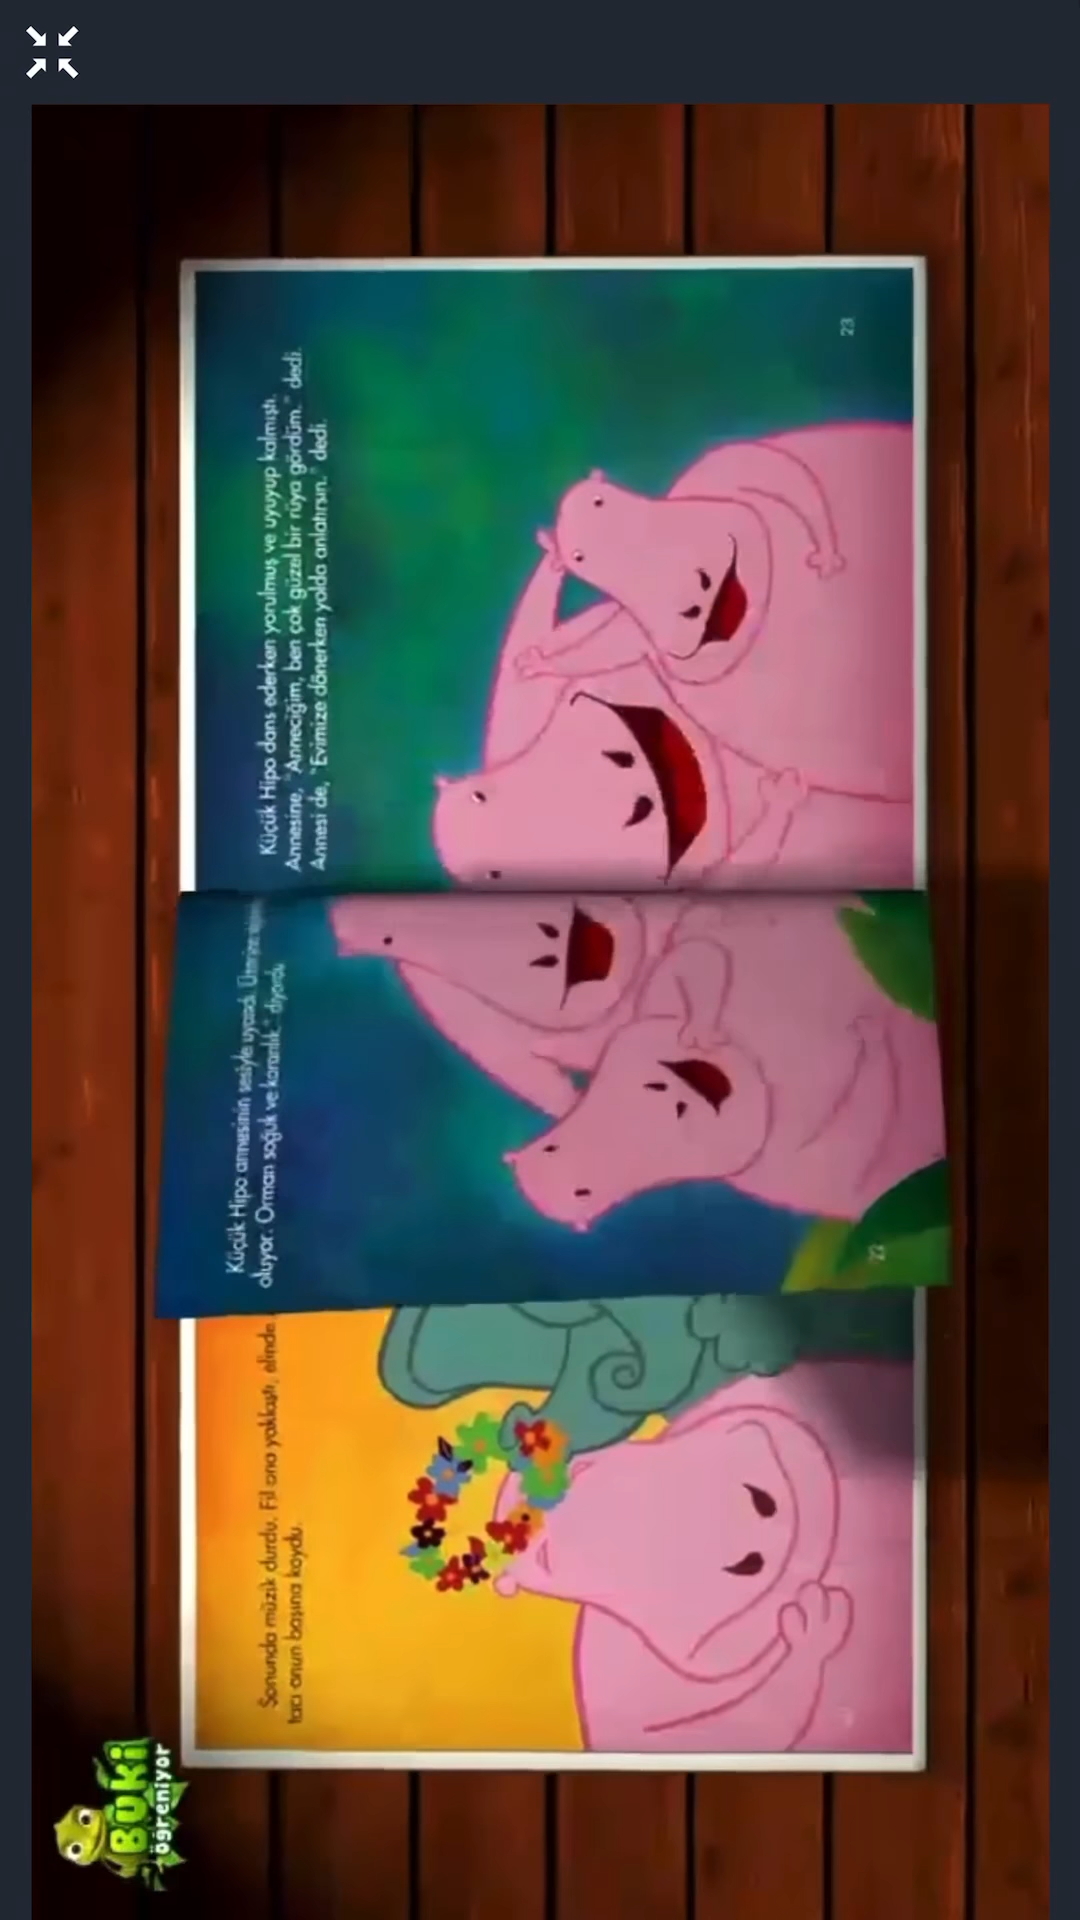 Sonunda müzik durdu. Fil ona yaklaştı, elinde
tacı onun başına koydu.
Küçük Hipo annesinin sesiyle uyandı.
oluyor. Orman soğuk ve karanlık." diyordu.
22
Küçük Hipo dans ederken yorulmuş ve uyuyup kalmıştı.
Annesine, "Anneciğim, ben çok güzel bir rüya gördüm." dedi.
Annesi de, "Evimize dönerken yolda anlatırsın." dedi.
23
BUKi
öğreniyor